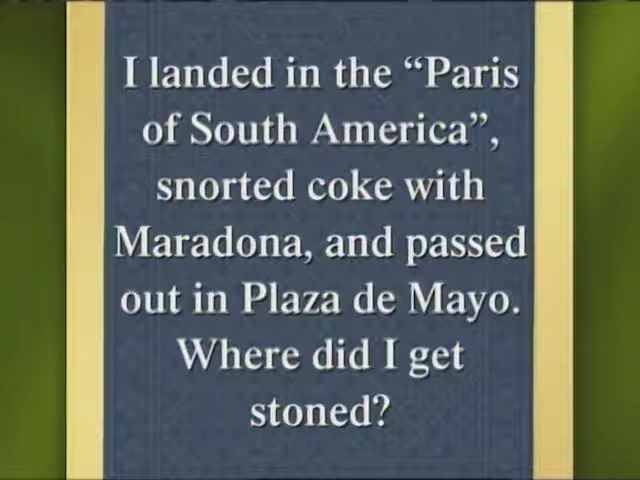 I landed in the “Paris
of South America”,
snorted coke with
Maradona, and passed
out in Plaza de Mayo.
Where did I get
stoned?